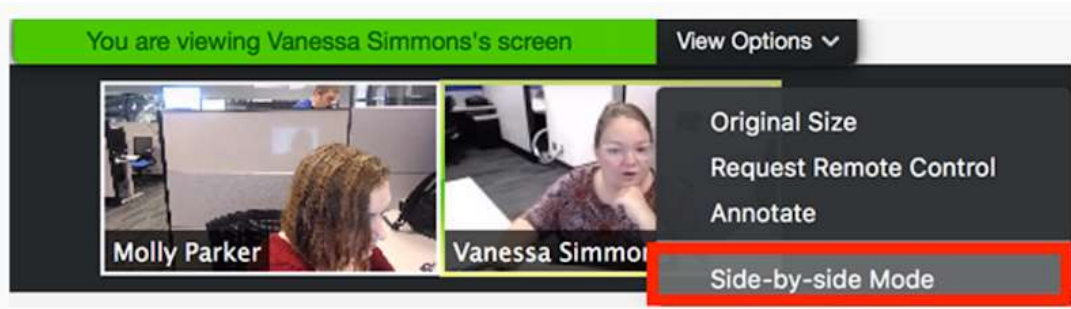 You are viewing Vanessa Simmons's screen
View Options
Original Size
Request Remote Control
Annotate
Side-by-side Mode
Molly Parker
Vanessa Simmo